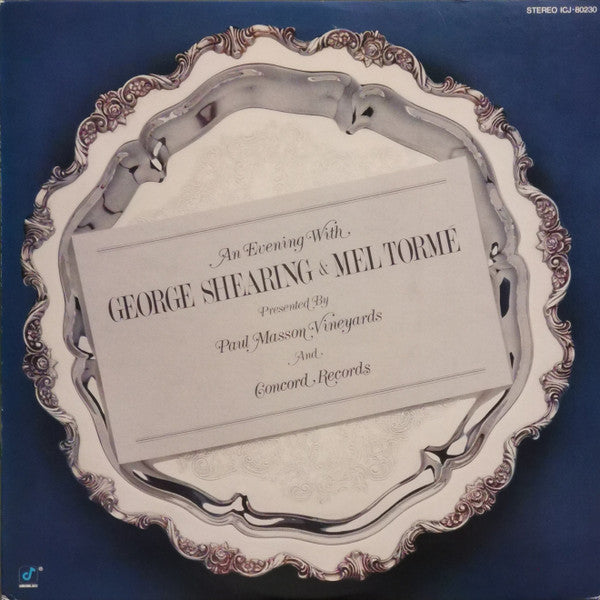 STEREO ICJ-80230
An Evening With
GEORGE SHEARING & MEL TORME
Presented By
Paul Masson Vineyards
And
Concord Records